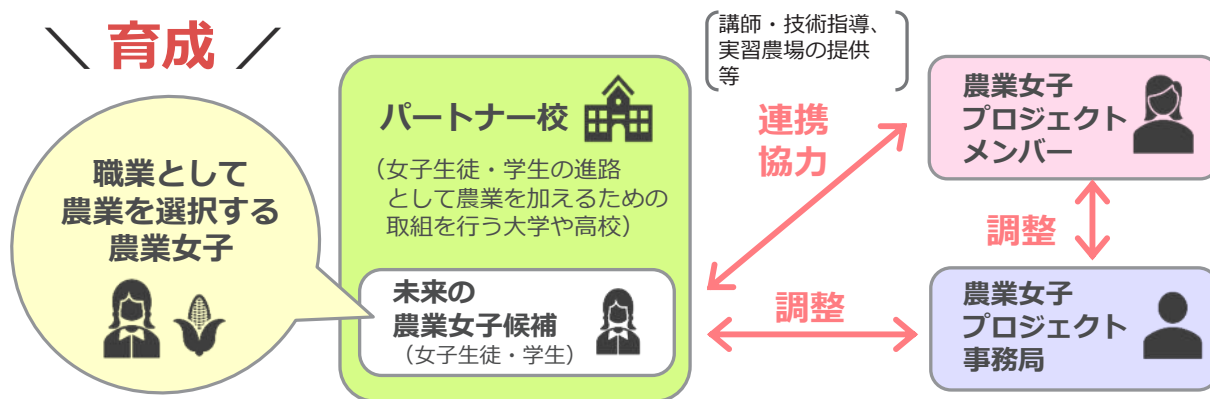 ＼ 育成 ／
職業として
農業を選択する
農業女子
パートナー校
（女子生徒・学生の進路
として農業を加えるための
取組を行う大学や高校）
未来の
農業女子候補
（女子生徒・学生）
講師・技術指導、
実習農場の提供
等
連携
協力
調整
農業女子
プロジェクト
メンバー
調整
農業女子
プロジェクト
事務局